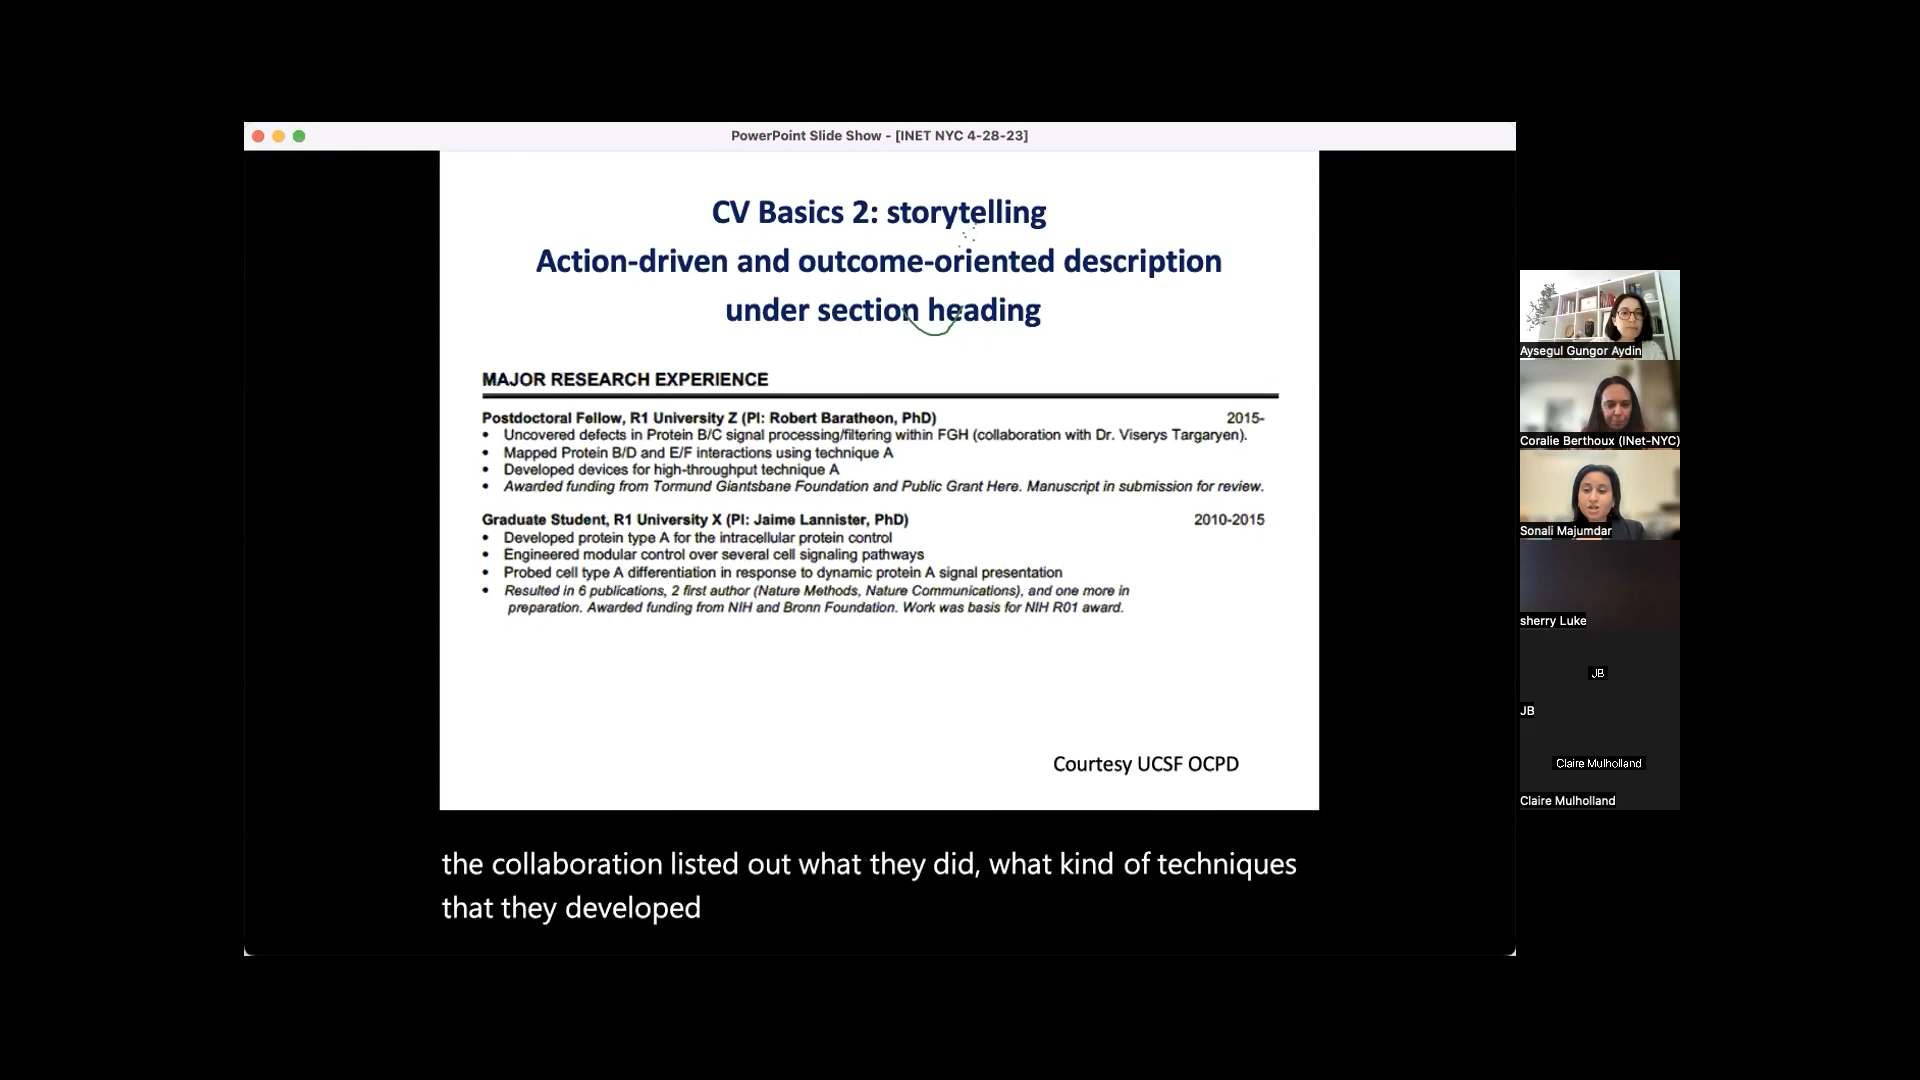 PowerPoint Slide Show - [INET NYC 4-28-23]
CV Basics 2: storytelling
Action-driven and outcome-oriented description
under section heading
MAJOR RESEARCH EXPERIENCE
Postdoctoral Fellow, R1 University Z (PI: Robert Baratheon, PhD) 2015-
• Uncovered defects in Protein B/C signal processing/filtering within FGH (collaboration with Dr. Viserys Targaryen).
• Mapped Protein B/D and E/F interactions using technique A
• Developed devices for high-throughput technique A
• Awarded funding from Tormund Giantsbane Foundation and Public Grant Here. Manuscript in submission for review.
Graduate Student, R1 University X (PI: Jaime Lannister, PhD) 2010-2015
• Developed protein type A for the intracellular protein control
• Engineered modular control over several cell signaling pathways
• Probed cell type A differentiation in response to dynamic protein A signal presentation
• Resulted in 6 publications, 2 first author (Nature Methods, Nature Communications), and one more in
preparation. Awarded funding from NIH and Bronn Foundation. Work was basis for NIH R01 award.
Courtesy UCSF OCPD
the collaboration listed out what they did, what kind of techniques
that they developed
Aysegul Gungor Aydin
Coralie Berthoux (INet-NYC)
Sonali Majumdar
sherry Luke
JB
JB
Claire Mulholland
Claire Mulholland